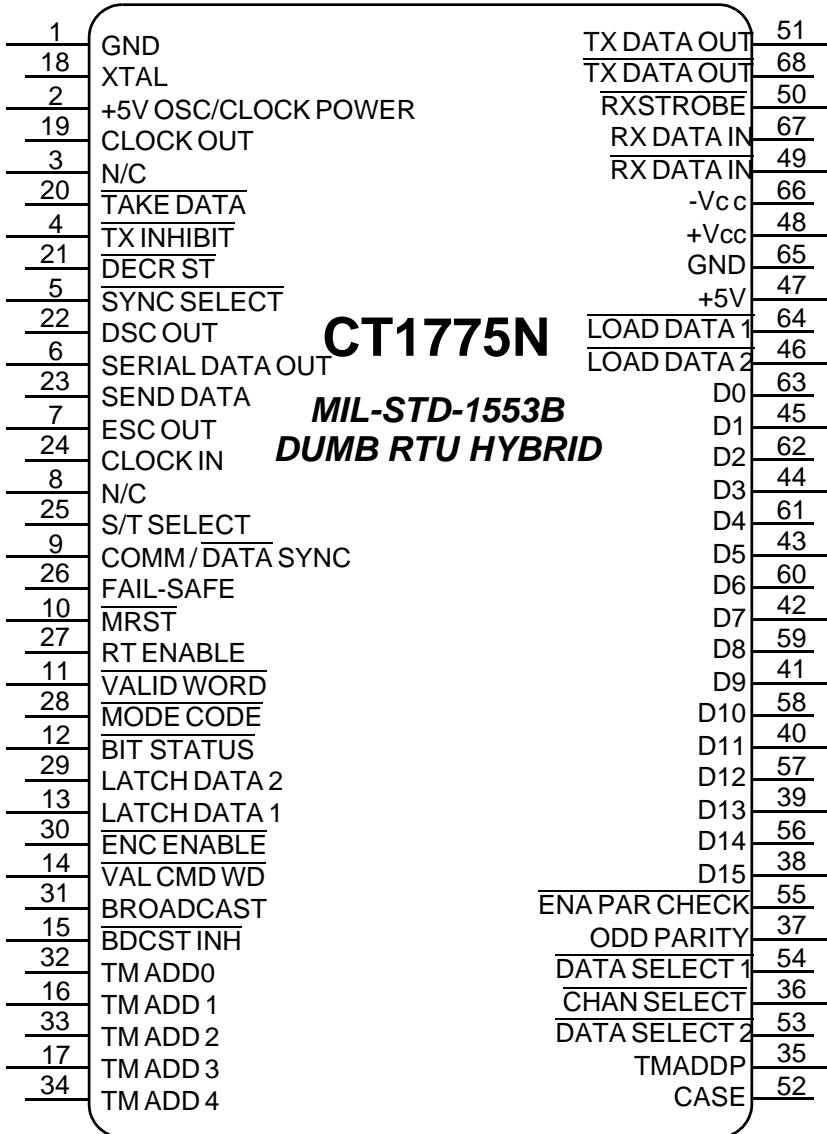 1 GND TX DATA OUT 51
18 XTAL TX DATA OUT 68
2 +5V OSC/CLOCK POWER RXSTROBE 50
19 CLOCK OUT RX DATA IN 67
3 N/C RX DATA IN 49
20 TAKE DATA -Vcc 66
4 TX INHIBIT +Vcc 48
21 DECR ST GND 65
5 SYNC SELECT +5V 47
22 DSC OUT CT1775N LOAD DATA 1 64
6 SERIAL DATA OUT LOAD DATA 2 46
23 SEND DATA MIL-STD-1553B D0 63
7 ESC OUT D1 45
24 CLOCK IN DUMB RTU HYBRID D2 62
8 N/C D3 44
25 S/T SELECT D4 61
9 COMM / DATA SYNC D5 43
26 FAIL-SAFE D6 60
10 MRST D7 42
27 RT ENABLE D8 59
11 VALID WORD D9 41
28 MODE CODE D10 58
12 BIT STATUS D11 40
29 LATCH DATA 2 D12 57
13 LATCH DATA 1 D13 39
30 ENC ENABLE D14 56
14 VAL CMD WD D15 38
31 BROADCAST ENA PAR CHECK 55
15 BDCST INH ODD PARITY 37
32 TM ADD0 DATA SELECT 1 54
16 TM ADD 1 CHAN SELECT 36
33 TM ADD 2 DATA SELECT 2 53
17 TM ADD 3 TMADDP 35
34 TM ADD 4 CASE 52